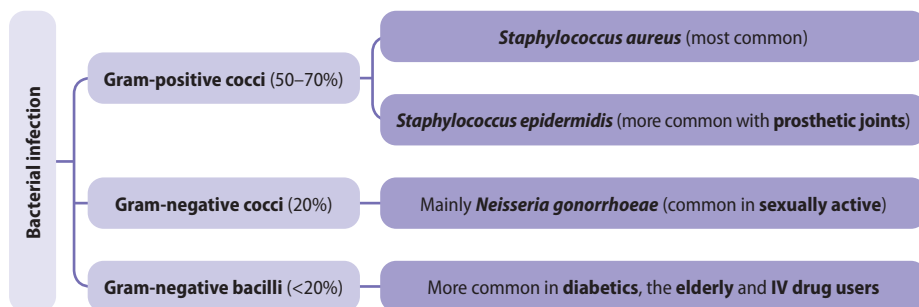 Bacterial infection
Gram-positive cocci (50–70%)
Staphylococcus aureus (most common)
Staphylococcus epidermidis (more common with prosthetic joints)
Gram-negative cocci (20%)
Mainly Neisseria gonorrhoeae (common in sexually active)
Gram-negative bacilli (<20%)
More common in diabetics, the elderly and IV drug users